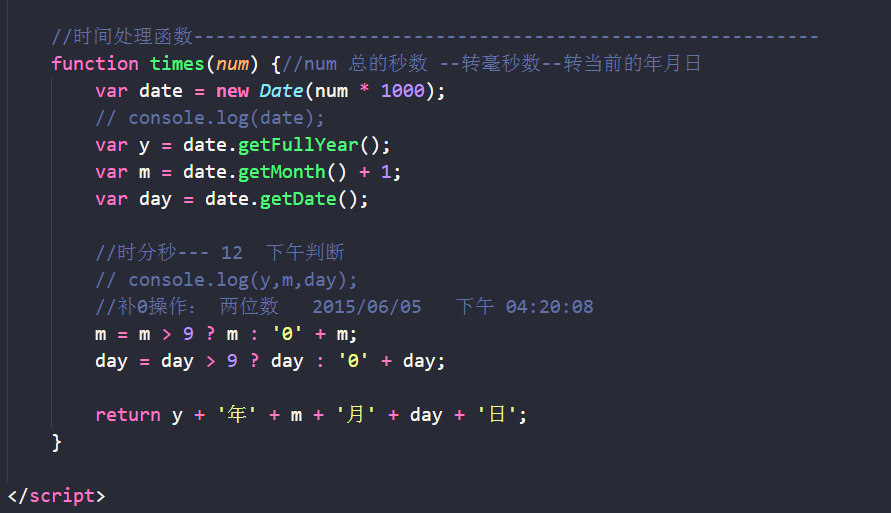 //时间处理函数---------------------------------------------------------
function times(num) {//num 总的秒数 --转毫秒数--转当前的年月日
    var date = new Date(num * 1000);
    // console.log(date);
    var y = date.getFullYear();
    var m = date.getMonth() + 1;
    var day = date.getDate();
    //时分秒--- 12  下午判断
    // console.log(y,m,day);
    //补0操作： 两位数   2015/06/05   下午 04:20:08
    m = m > 9 ? m : '0' + m;
    day = day > 9 ? day : '0' + day;
    return y + '年' + m + '月' + day + '日';
}
</script>